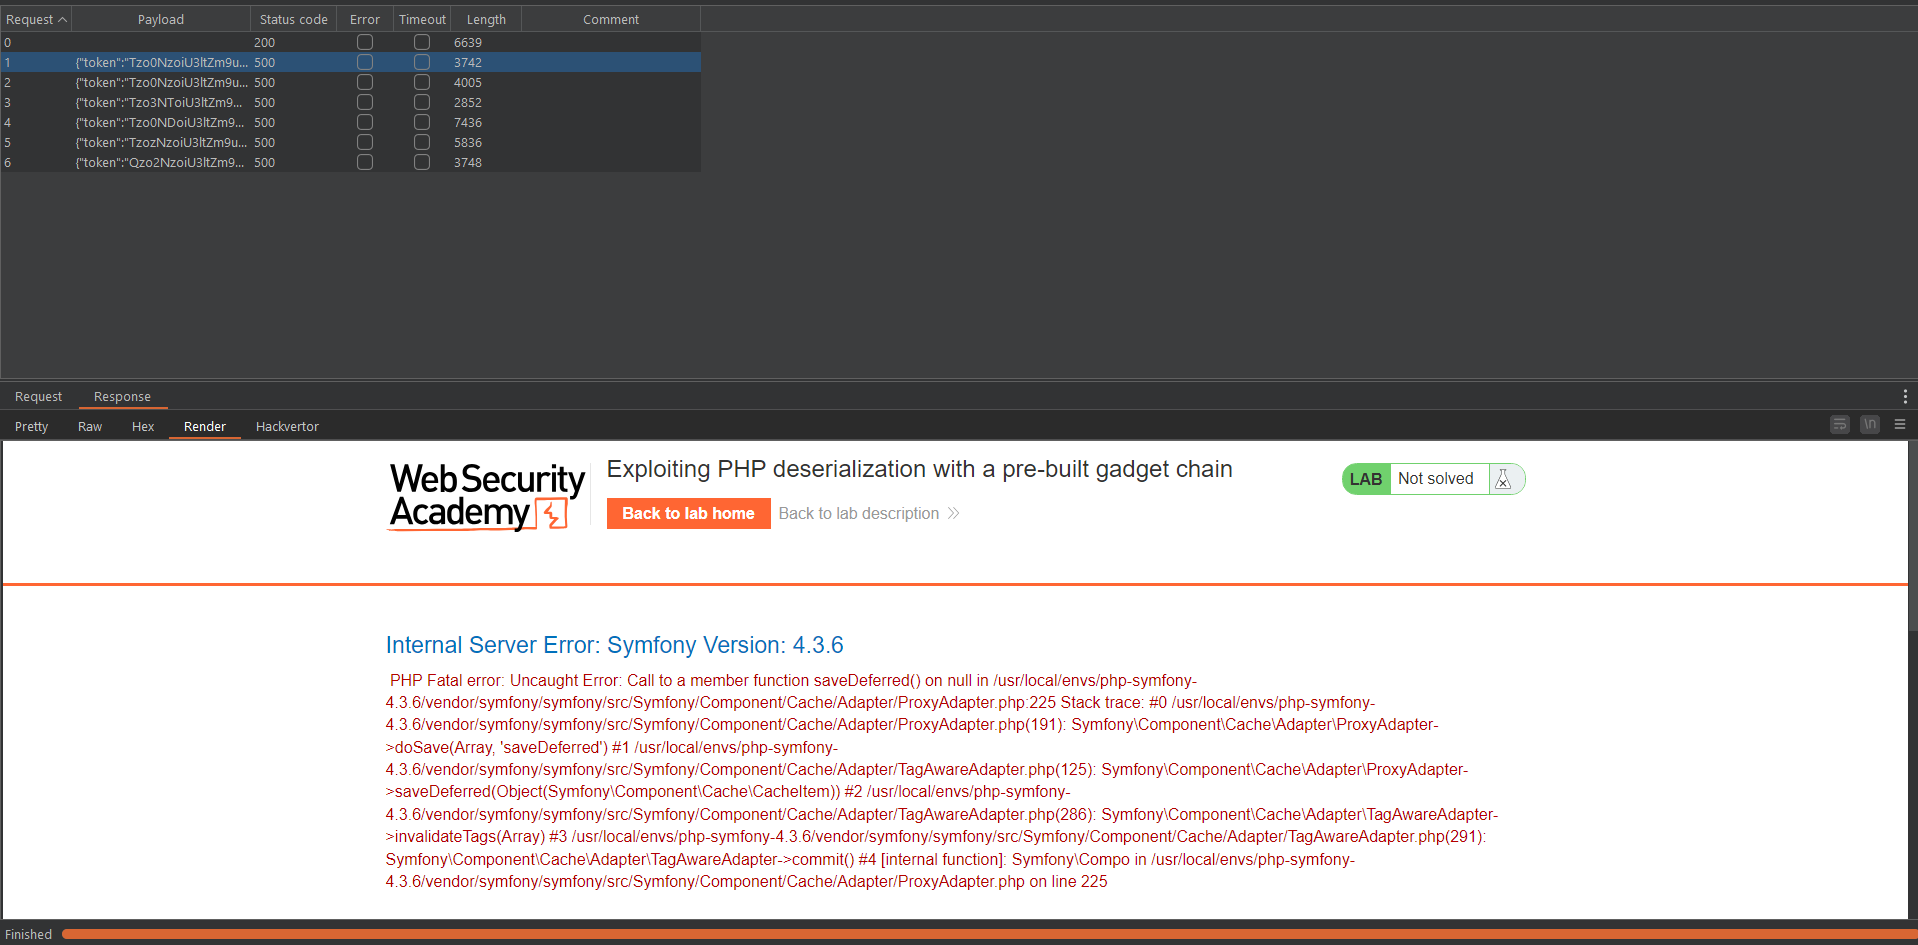 Request Payload Status code Error Timeout Length Comment
0 200 6639
1 {"token":"Tzo0NzoiU3ltZm9u... 500 3742
2 {"token":"Tzo0NzoiU3ltZm9u... 500 4005
3 {"token":"Tzo3NToiU3ltZm9... 500 2852
4 {"token":"Tzo0NDoiU3ltZm9... 500 7436
5 {"token":"TzozNzoiU3ltZm9u... 500 5836
6 {"token":"Qzo2NzoiU3ltZm9... 500 3748
Request Response
Pretty Raw Hex Render Hackvertor
\n
Web Security
Academy
Exploiting PHP deserialization with a pre-built gadget chain
LAB Not solved
Back to lab home Back to lab description
Internal Server Error: Symfony Version: 4.3.6
PHP Fatal error: Uncaught Error: Call to a member function saveDeferred() on null in /usr/local/envs/php-symfony-
4.3.6/vendor/symfony/symfony/src/Symfony/Component/Cache/Adapter/ProxyAdapter.php:225 Stack trace: #0 /usr/local/envs/php-symfony-
4.3.6/vendor/symfony/symfony/src/Symfony/Component/Cache/Adapter/ProxyAdapter.php(191): Symfony\Component\Cache\Adapter\ProxyAdapter-
>doSave(Array, 'saveDeferred') #1 /usr/local/envs/php-symfony-
4.3.6/vendor/symfony/symfony/src/Symfony/Component/Cache/Adapter/TagAwareAdapter.php(125): Symfony\Component\Cache\Adapter\ProxyAdapter-
>saveDeferred(Object(Symfony\Component\Cache\CacheItem)) #2 /usr/local/envs/php-symfony-
4.3.6/vendor/symfony/symfony/src/Symfony/Component/Cache/Adapter/TagAwareAdapter.php(286): Symfony\Component\Cache\Adapter\TagAwareAdapter-
>invalidateTags(Array) #3 /usr/local/envs/php-symfony-4.3.6/vendor/symfony/symfony/src/Symfony/Component/Cache/Adapter/TagAwareAdapter.php(291):
Symfony\Component\Cache\Adapter\TagAwareAdapter->commit() #4 [internal function]: Symfony\Compo in /usr/local/envs/php-symfony-
4.3.6/vendor/symfony/symfony/src/Symfony/Component/Cache/Adapter/ProxyAdapter.php on line 225
Finished